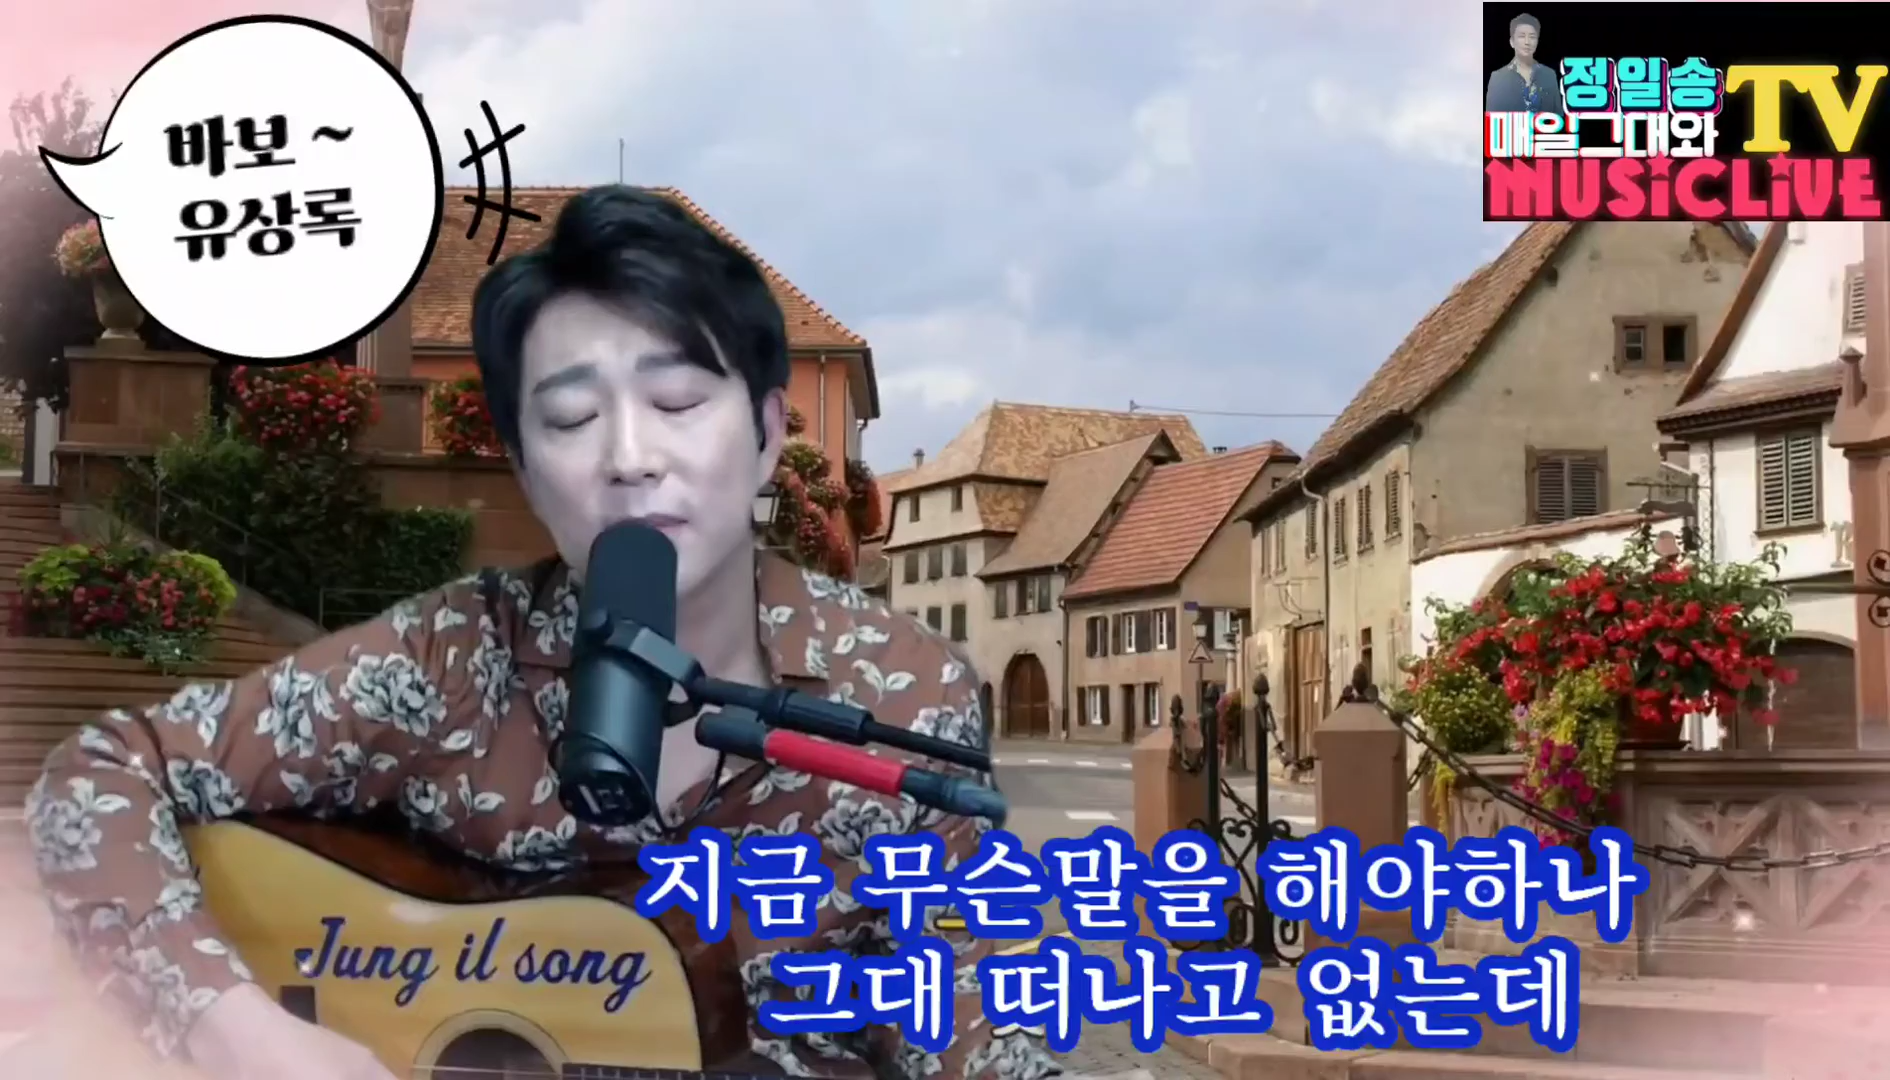 바보 ~
유상록
정일송 TV
매일그대와
MUSiCLiVE
Jung il song
지금 무슨말을 해야하나
그대 떠나고 없는데